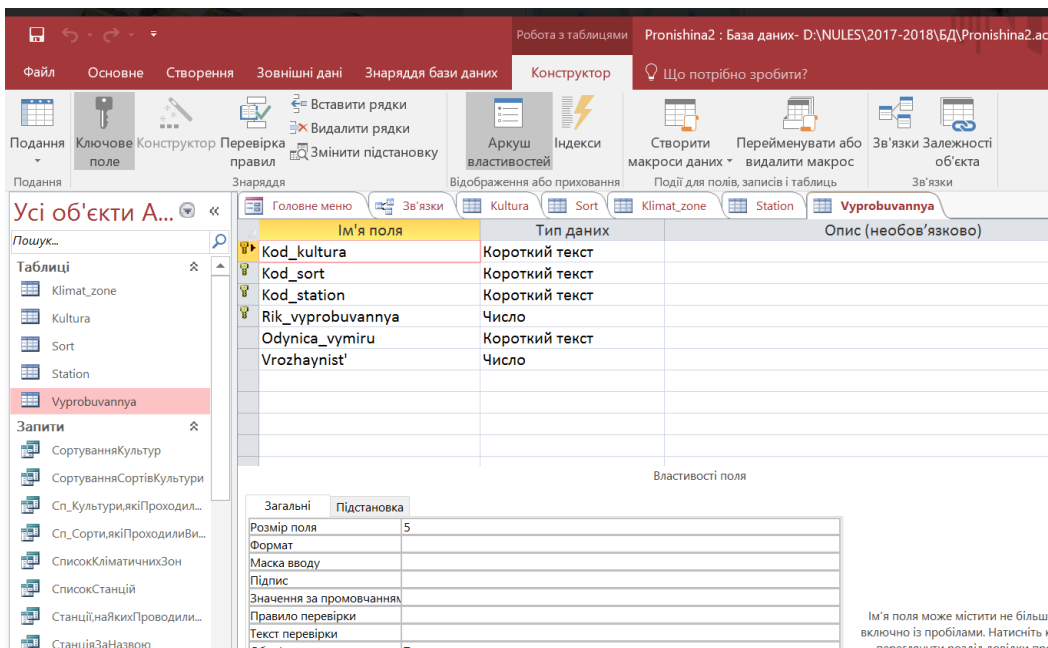 Робота з таблицями
Pronishina2 : База даних- D:\NULES\2017-2018\БД\Pronishina2.ac
Файл Основне Створення Зовнішні дані Знаряддя бази даних Конструктор Що потрібно зробити?
Подання
Ключове поле
Конструктор
Перевірка правил
Вставити рядки
Видалити рядки
Змінити підстановку
Аркуш властивостей
Індекси
Створити макроси даних
Перейменувати або видалити макрос
Зв'язки
Залежності об'єкта
Подання Знаряддя Відображення або приховання Події для полів, записів і таблиць Зв'язки
Усі об'єкти A...
Пошук...
Таблиці
Klimat_zone
Kultura
Sort
Station
Vyprobuvannya
Запити
СортуванняКультур
СортуванняСортівКультури
Сп_Культури,якіПроходил...
Сп_Сорти,якіПроходилиВи...
СписокКліматичнихЗон
СписокСтанцій
Станції,наЯкихПроводили...
СтанціяЗаНазвою
Головне меню Зв'язки Kultura Sort Klimat_zone Station Vyprobuvannya
Ім'я поля Тип даних Опис (необов'язково)
Kod_kultura Короткий текст
Kod_sort Короткий текст
Kod_station Короткий текст
Rik_vyprobuvannya Число
Odynica_vymiru Короткий текст
Vrozhaynist' Число
Властивості поля
Загальні Підстановка
Розмір поля 5
Формат
Маска вводу
Підпис
Значення за промовчанням
Правило перевірки
Текст перевірки
Ім'я поля може містити не більш
включно із пробілами. Натисніть к